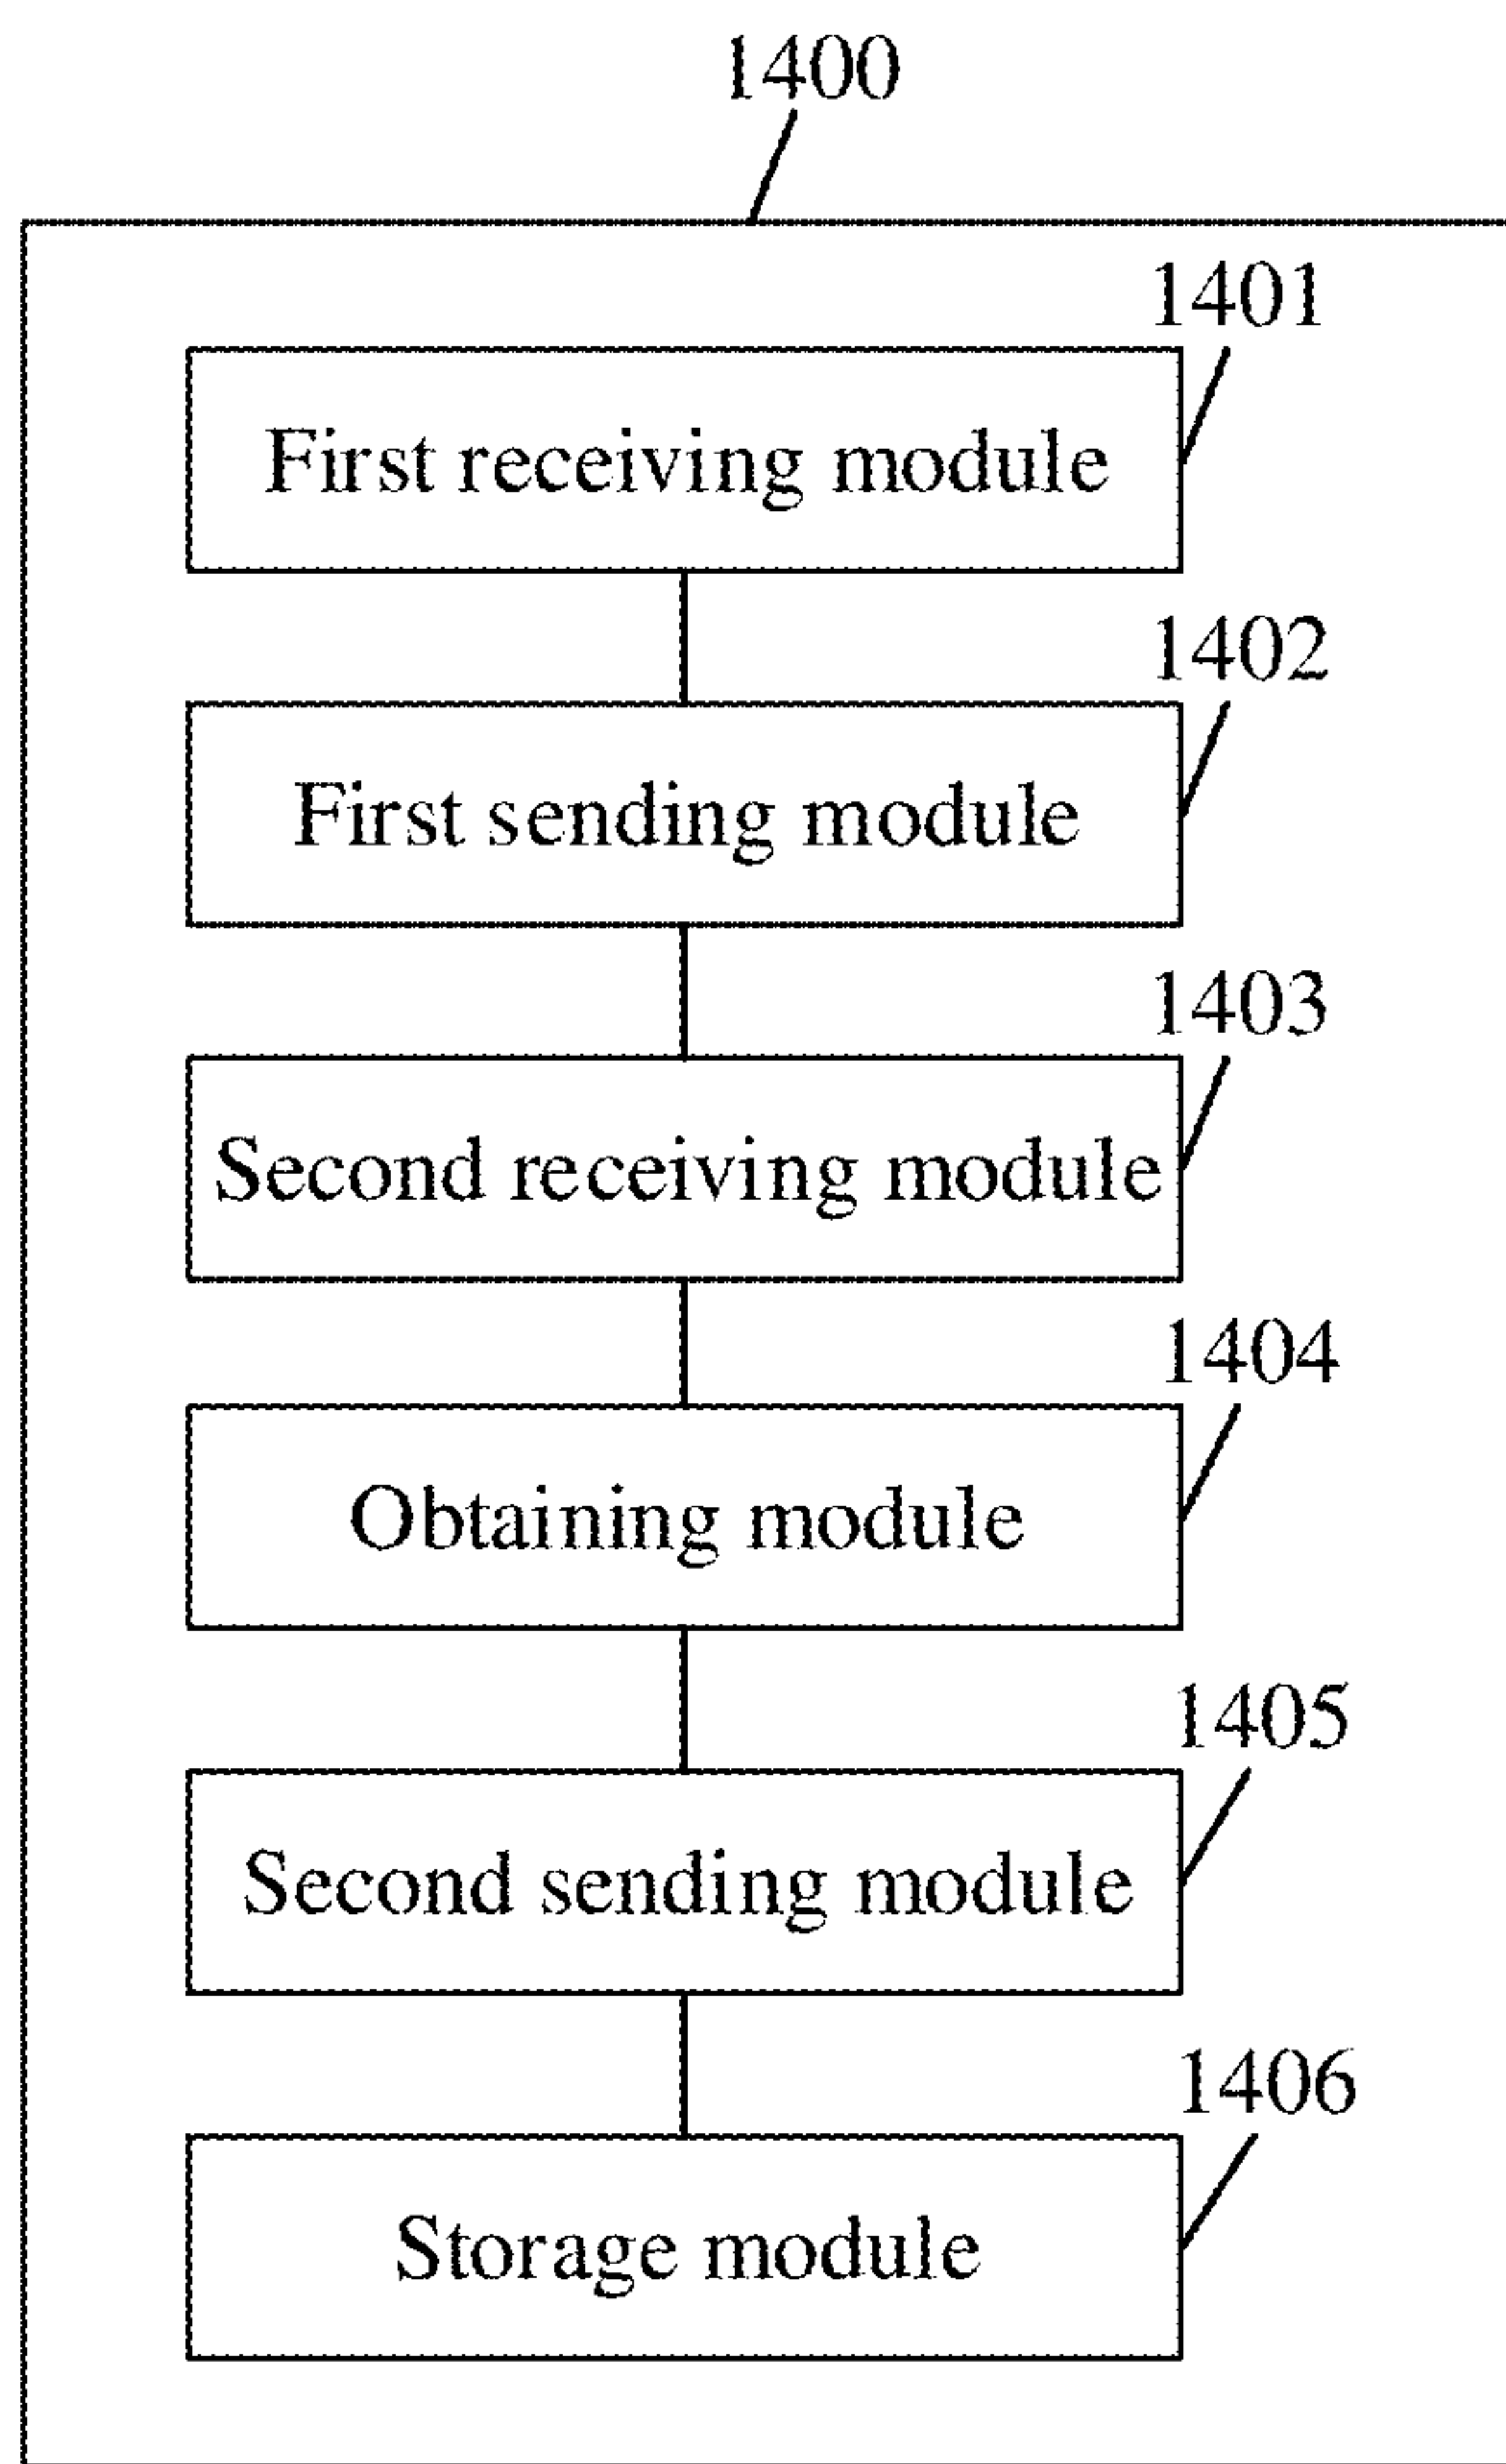 1400
1401
First receiving module
1402
First sending module
1403
Second receiving module
1404
Obtaining module
1405
Second sending module
1406
Storage module